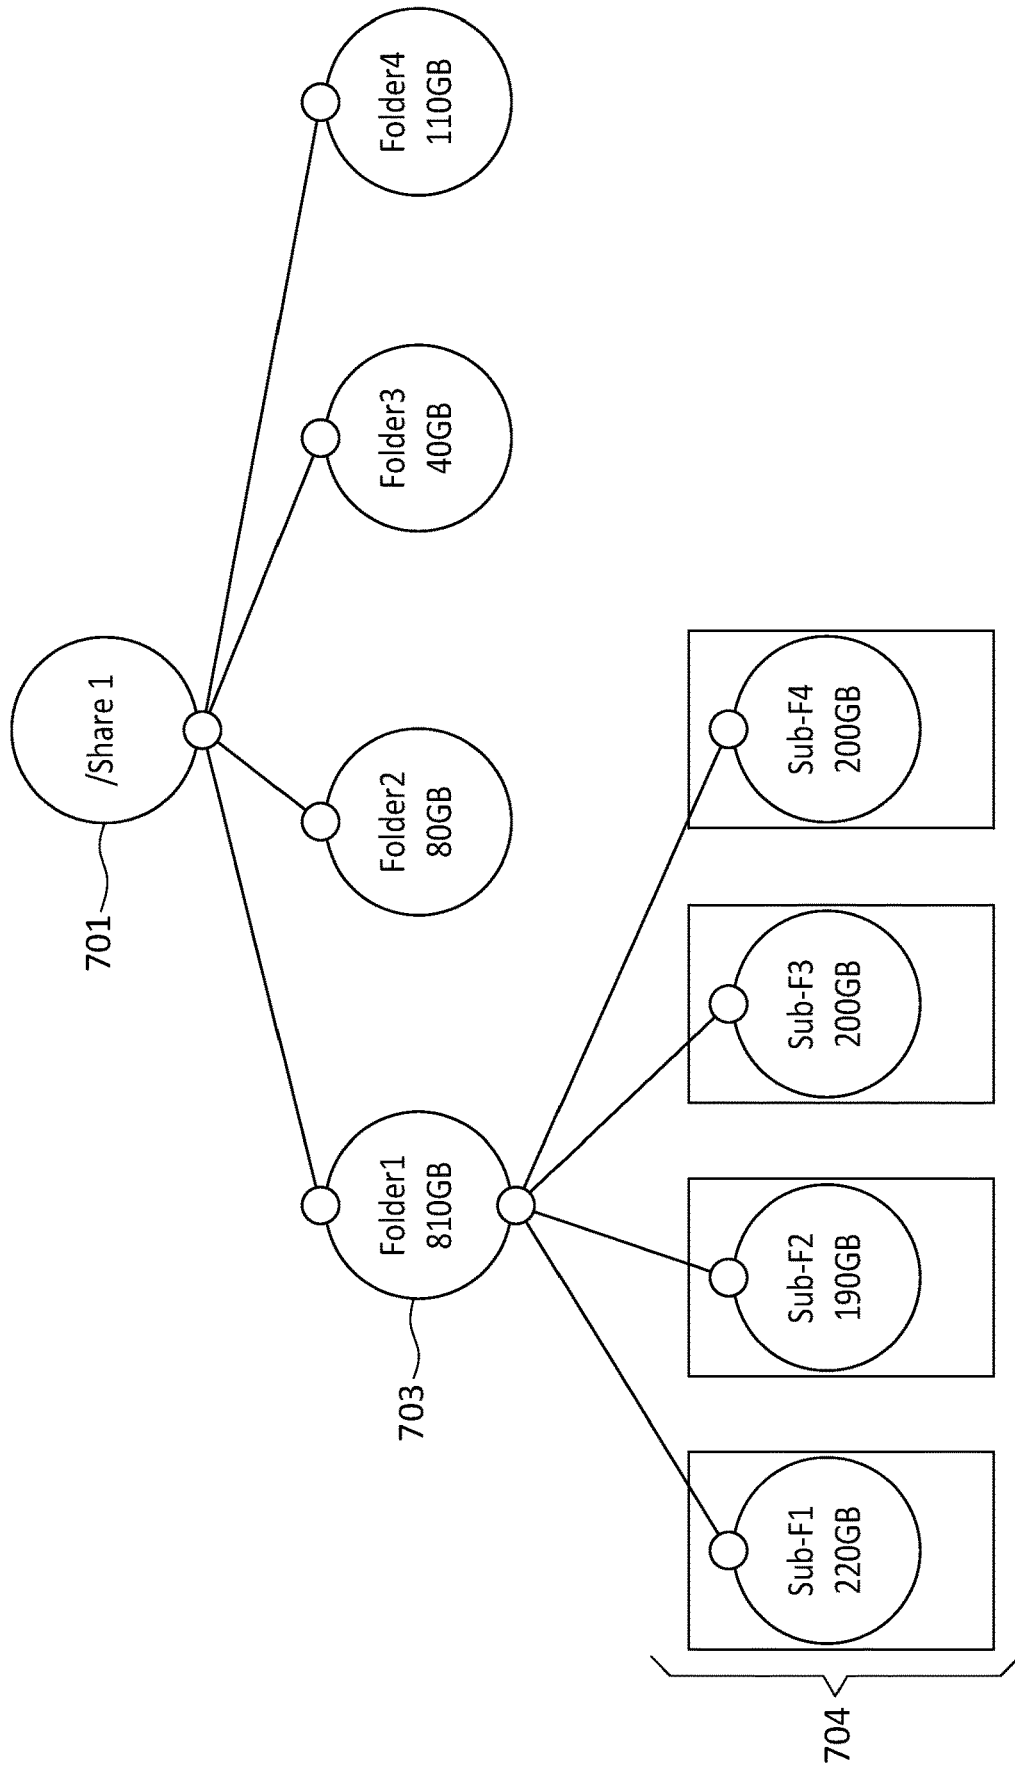 /Share 1
701
Folder1
810GB
Folder2
80GB
Folder3
40GB
Folder4
110GB
703
Sub-F1
220GB
Sub-F2
190GB
Sub-F3
200GB
Sub-F4
200GB
704